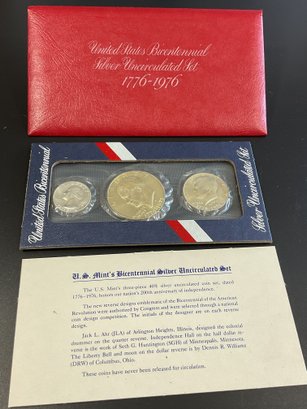 United States Bicentennial
Silver Uncirculated Set
1776-1976
United States Bicentennial
Silver Uncirculated Set
U.S. Mint's Bicentennial Silver Uncirculated Set
The U.S. Mint's three-piece 40% silver uncirculated coin set, dated
1776-1976, honors our nation's 200th anniversary of independence.
The new reverse designs emblematic of the Bicentennial of the American
Revolution were authorized by Congress and were selected through a national
coin design competition. The initials of the designer are on each reverse
design.
Jack L. Ahr (JLA) of Arlington Heights, Illinois, designed the colonial
drummer on the quarter reverse. Independence Hall on the half dollar re-
verse is the work of Seth G. Huntington (SGH) of Minneapolis, Minnesota.
The Liberty Bell and moon on the dollar reverse is by Dennis R. Williams
(DRW) of Columbus, Ohio.
These coins have never been released for circulation.